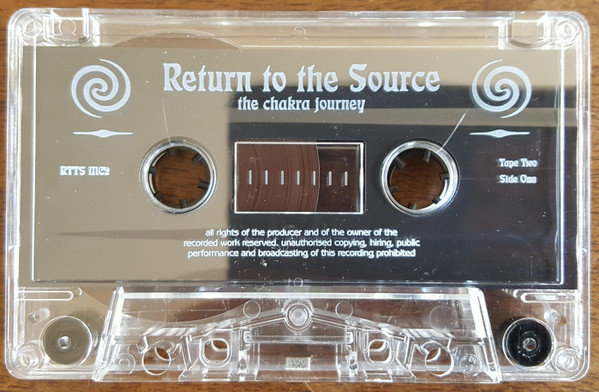 Return to the Source
the chakra journey
RTTS MC2
Tape Two
Side One
all rights of the producer and of the owner of the
recorded work reserved. unauthorised copying, hiring, public
performance and broadcasting of this recording prohibited